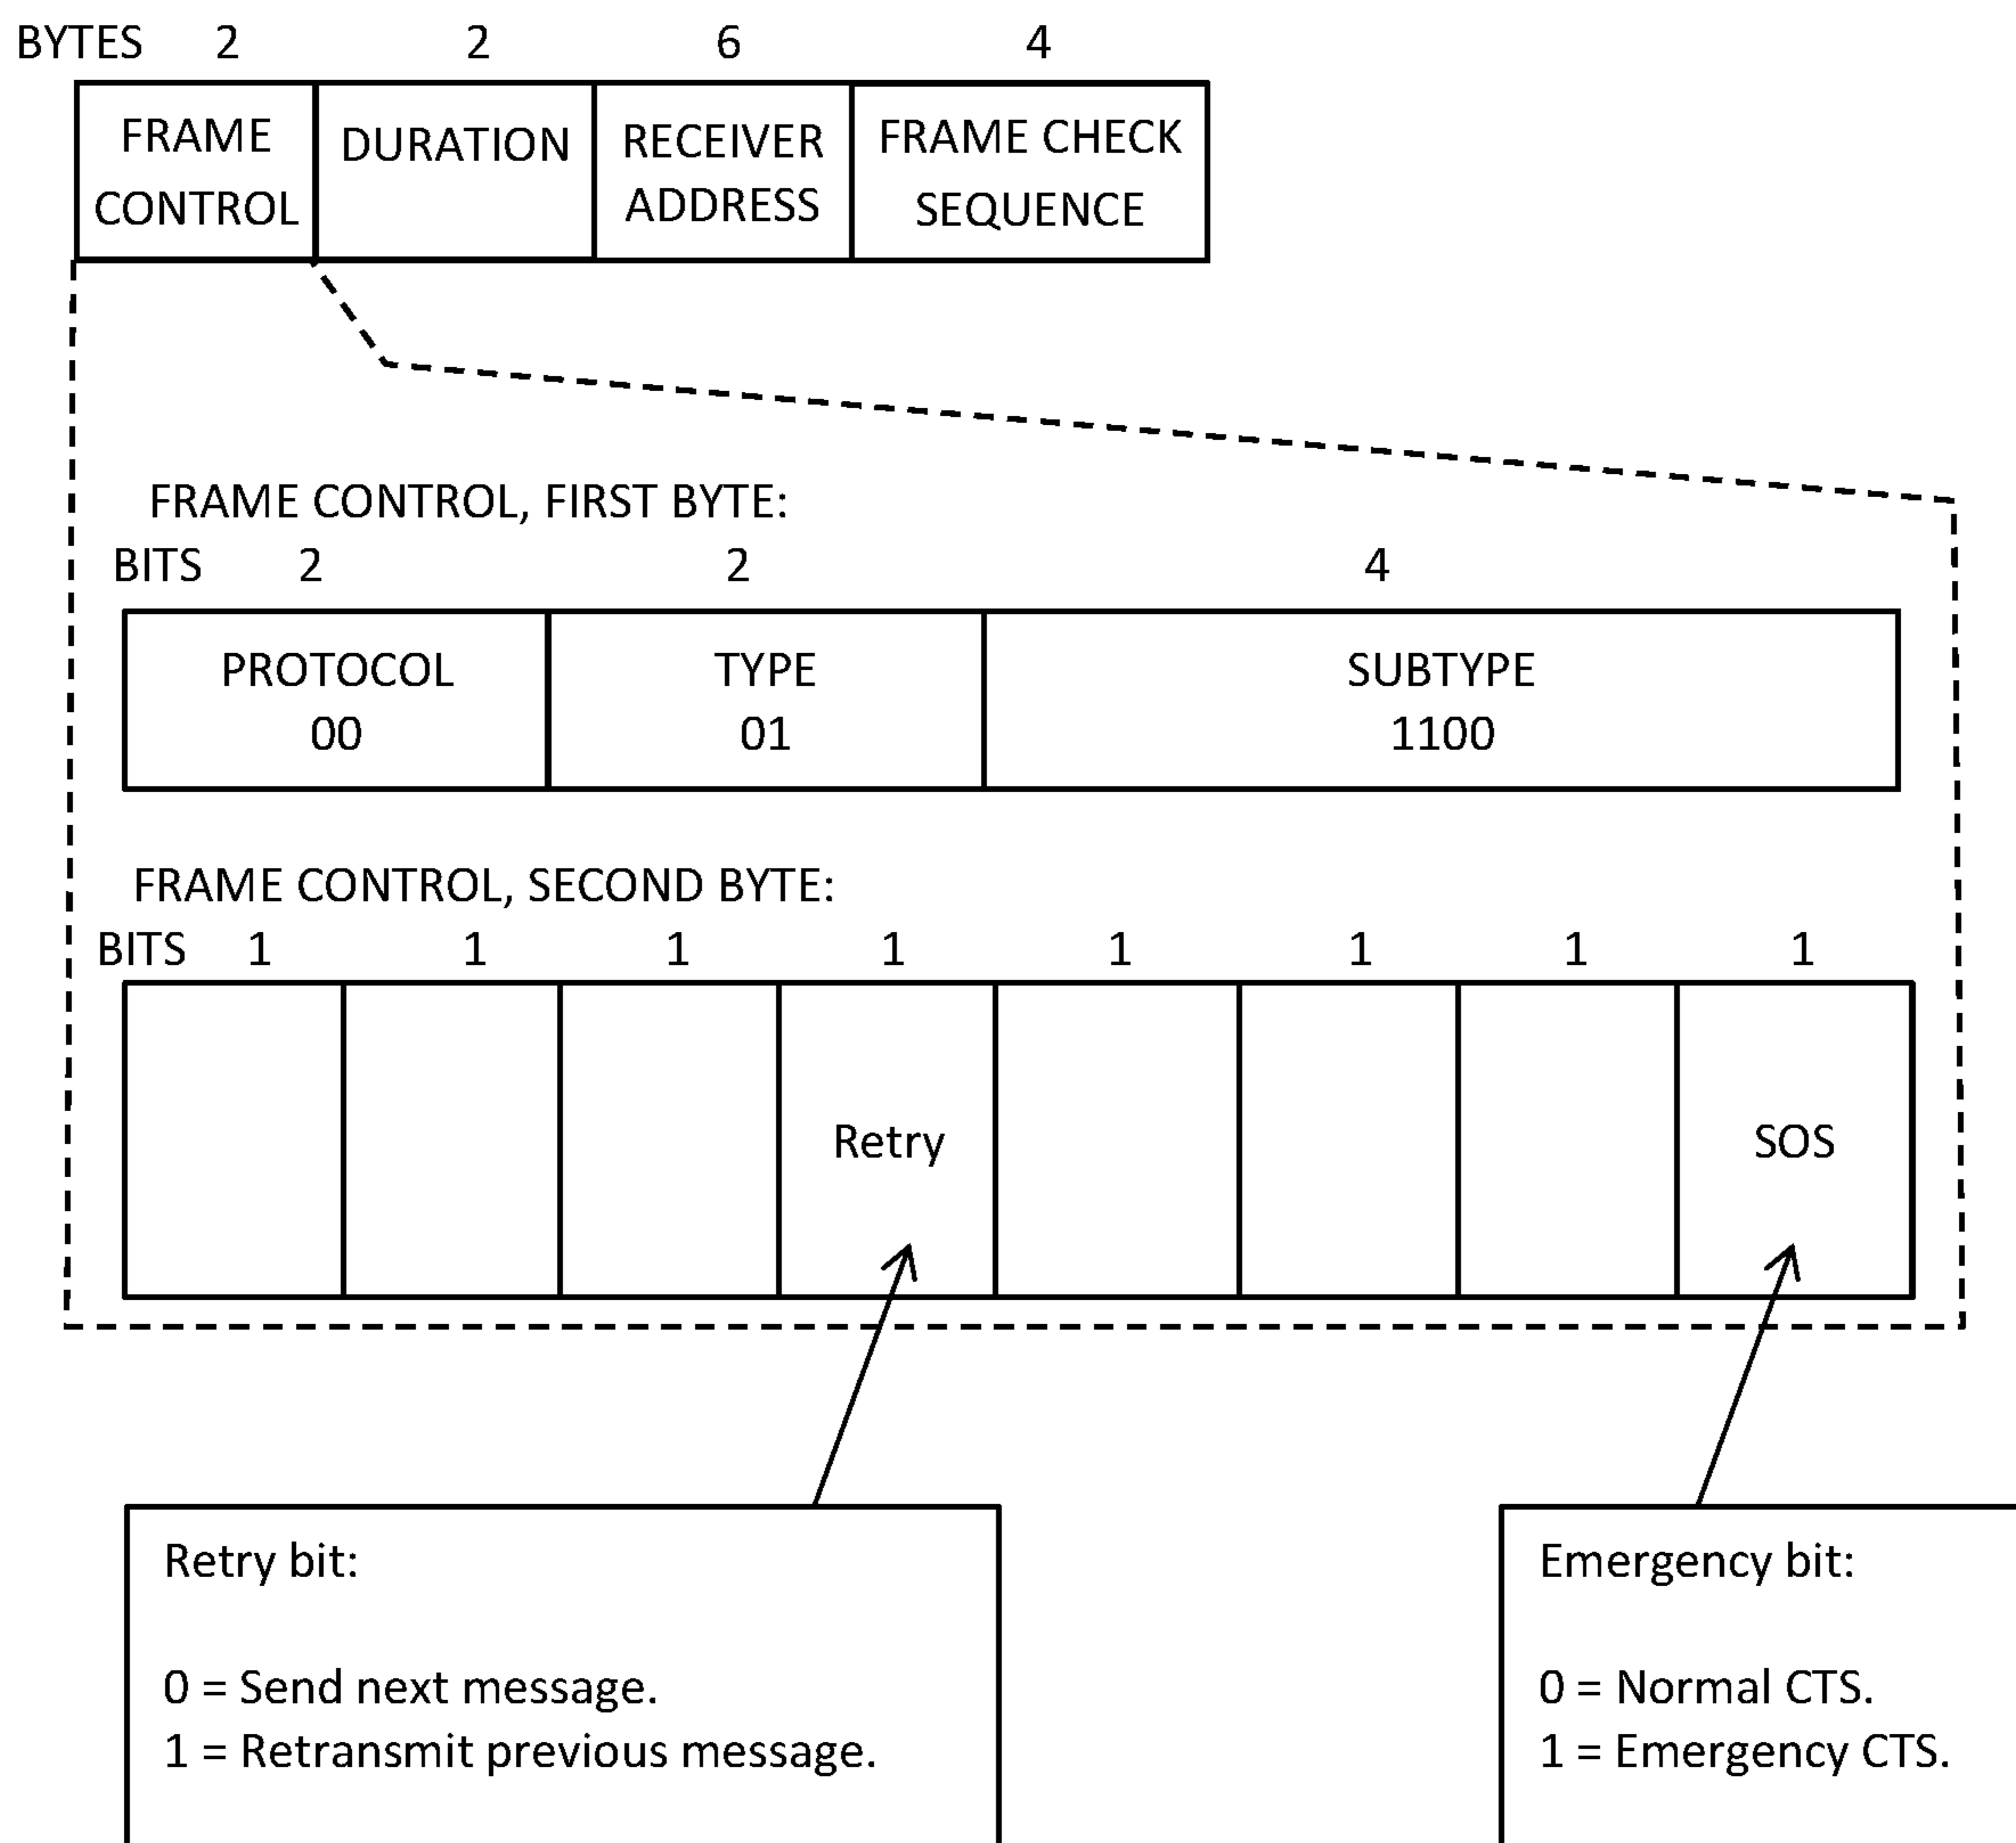 BYTES 2 2 6 4
FRAME CONTROL
DURATION
RECEIVER ADDRESS
FRAME CHECK SEQUENCE
FRAME CONTROL, FIRST BYTE:
BITS 2 2 4
PROTOCOL
00
TYPE
01
SUBTYPE
1100
FRAME CONTROL, SECOND BYTE:
BITS 1 1 1 1 1 1 1 1
Retry
SOS
Retry bit:
0 = Send next message.
1 = Retransmit previous message.
Emergency bit:
0 = Normal CTS.
1 = Emergency CTS.